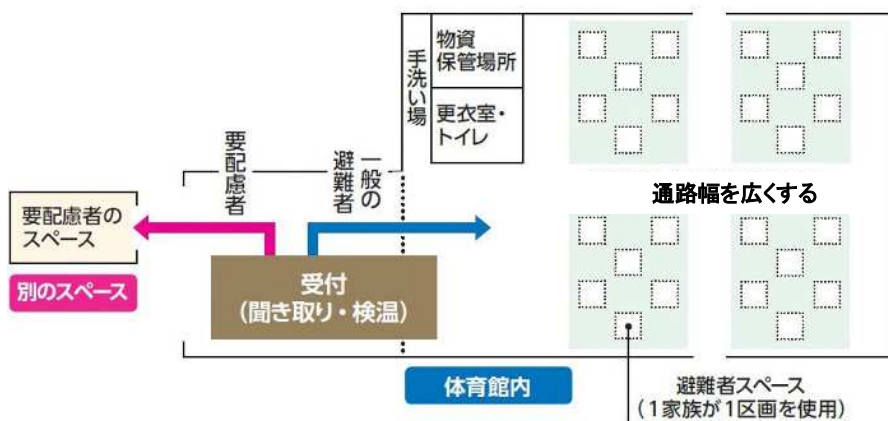 手洗い場
物資
保管場所
更衣室・
トイレ
要配慮者
一般の
避難者
通路幅を広くする
要配慮者の
スペース
別のスペース
受付
(聞き取り・検温)
体育館内
避難者スペース
(1家族が1区画を使用)